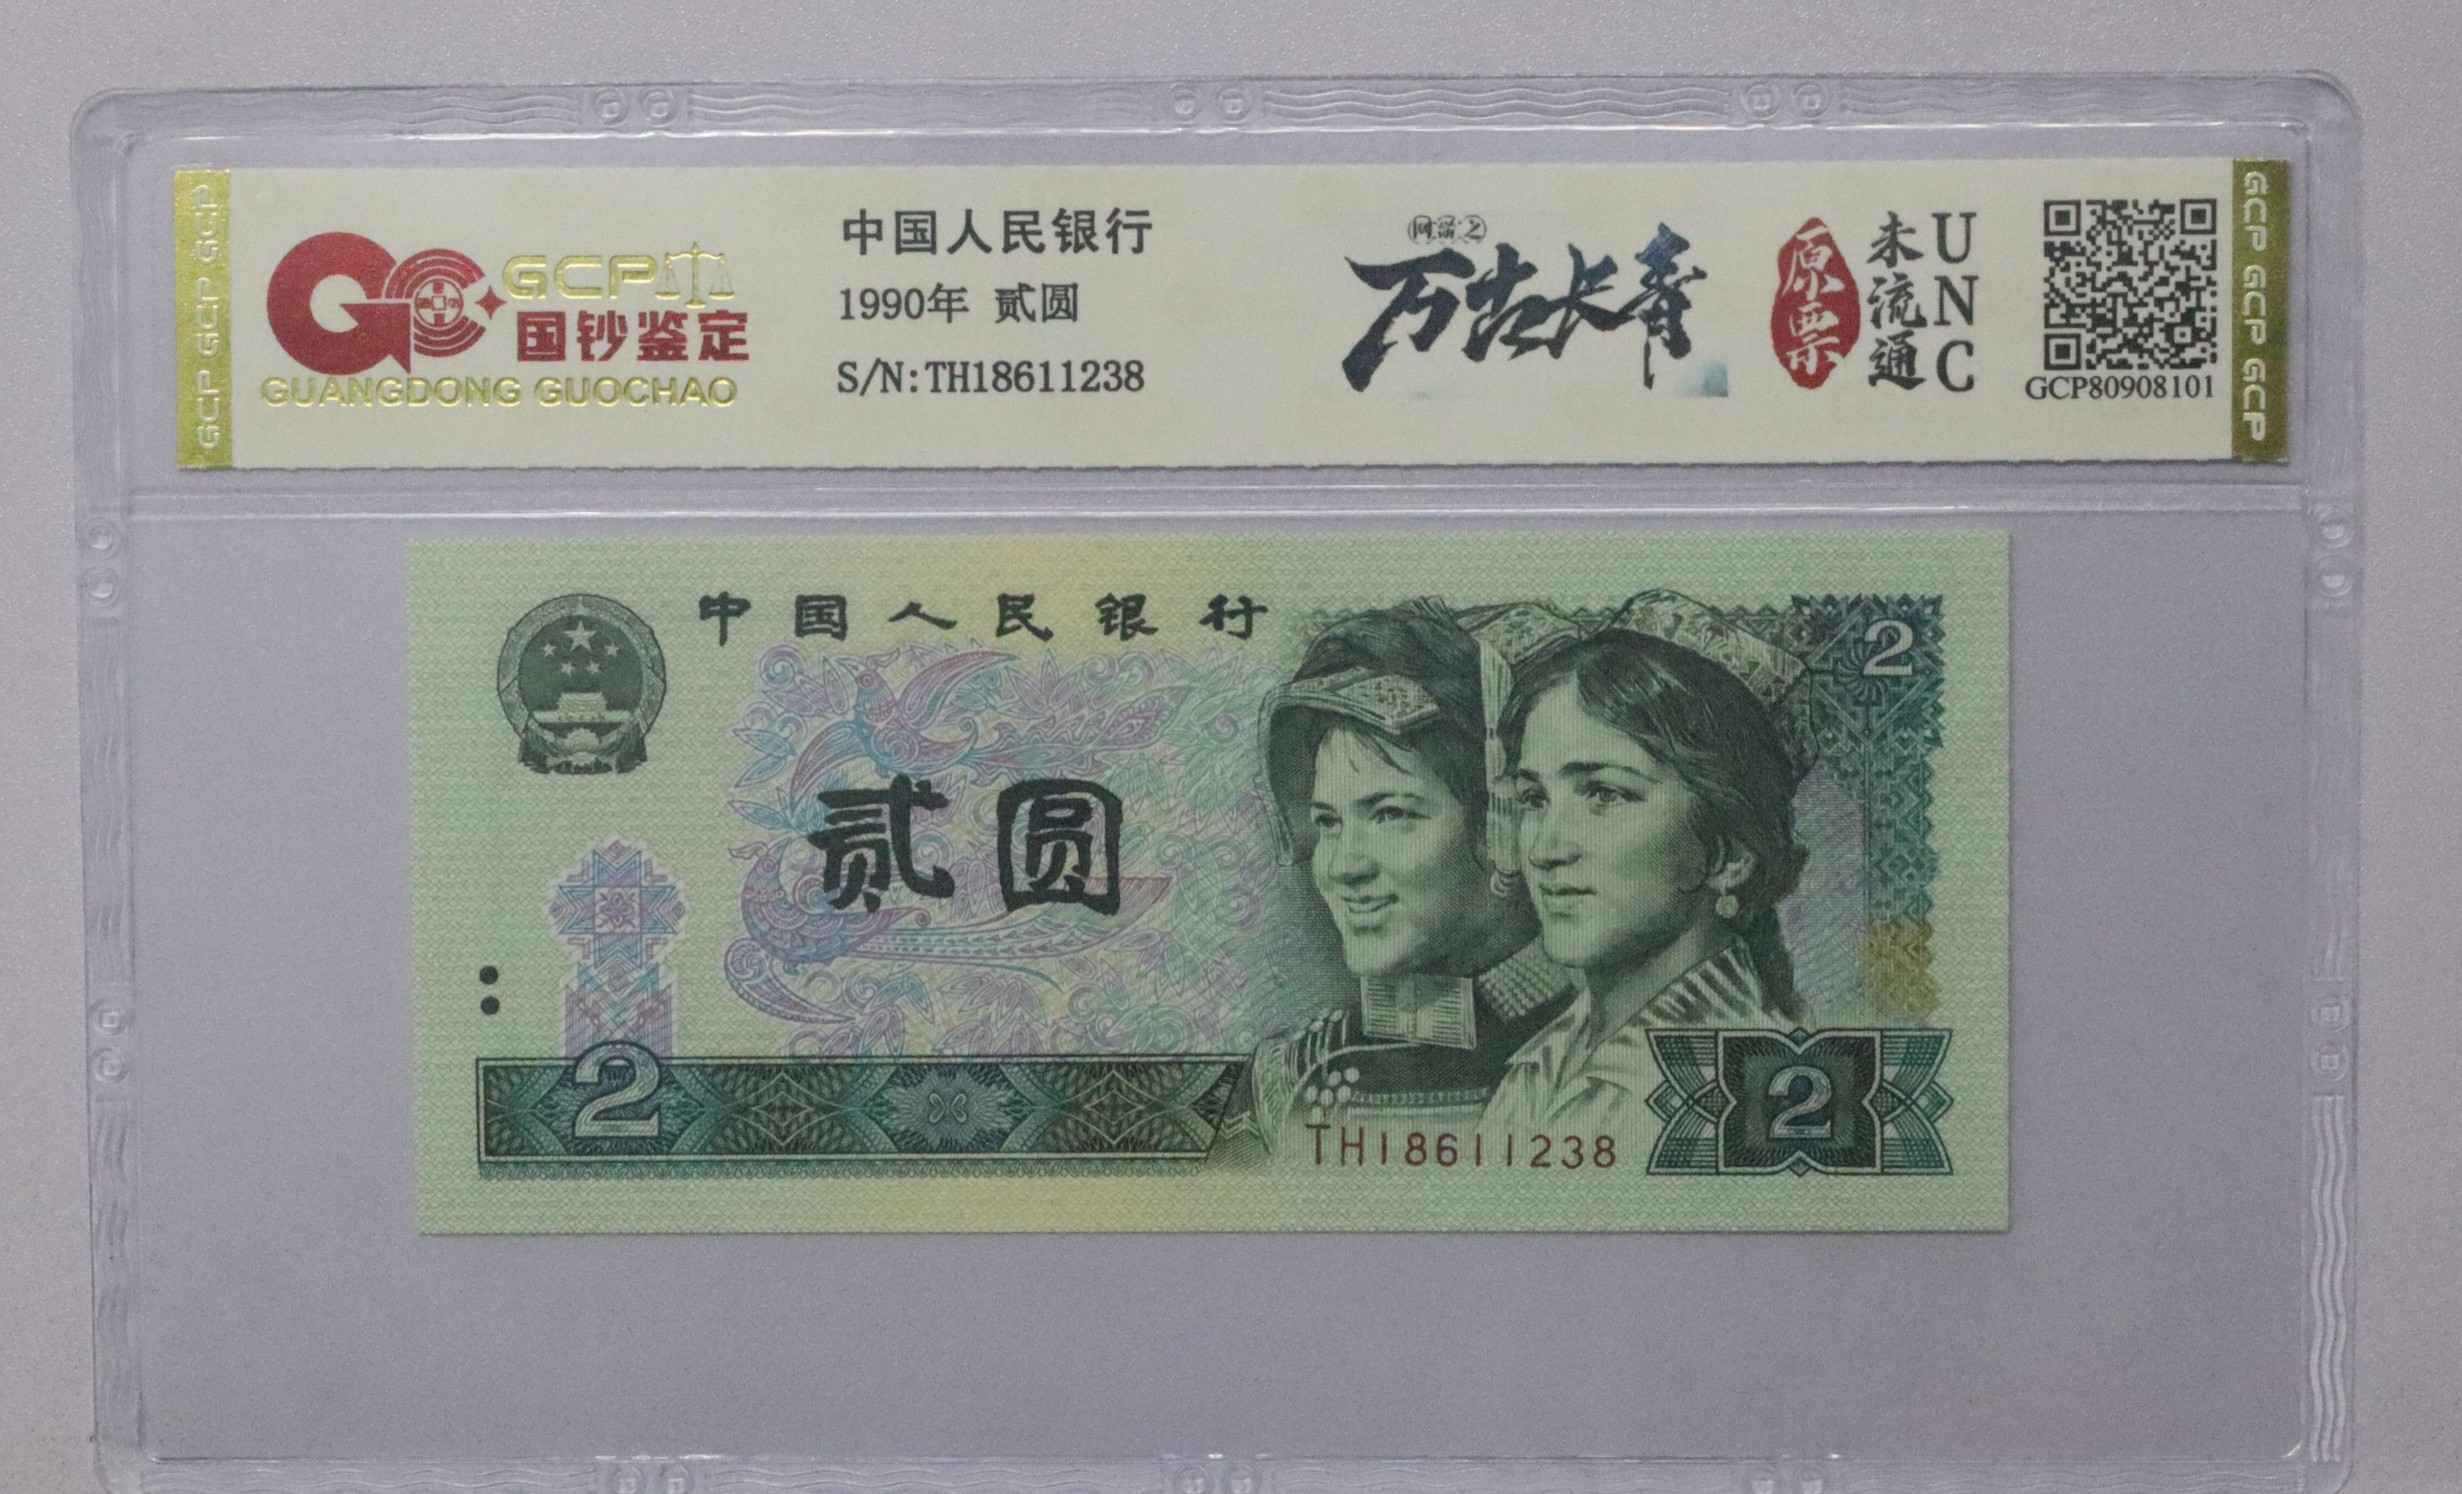 GCP GCP GCP GCP
GCP
国钞鉴定
GUANGDONG GUOCHAO
中国人民银行
1990年 贰圆
S/N:TH18611238
万古长青
原票
未流通
UNC
GCP80908101
GCP GCP GCP GCP
中国人民银行
2
贰圆
2
TH18611238
2